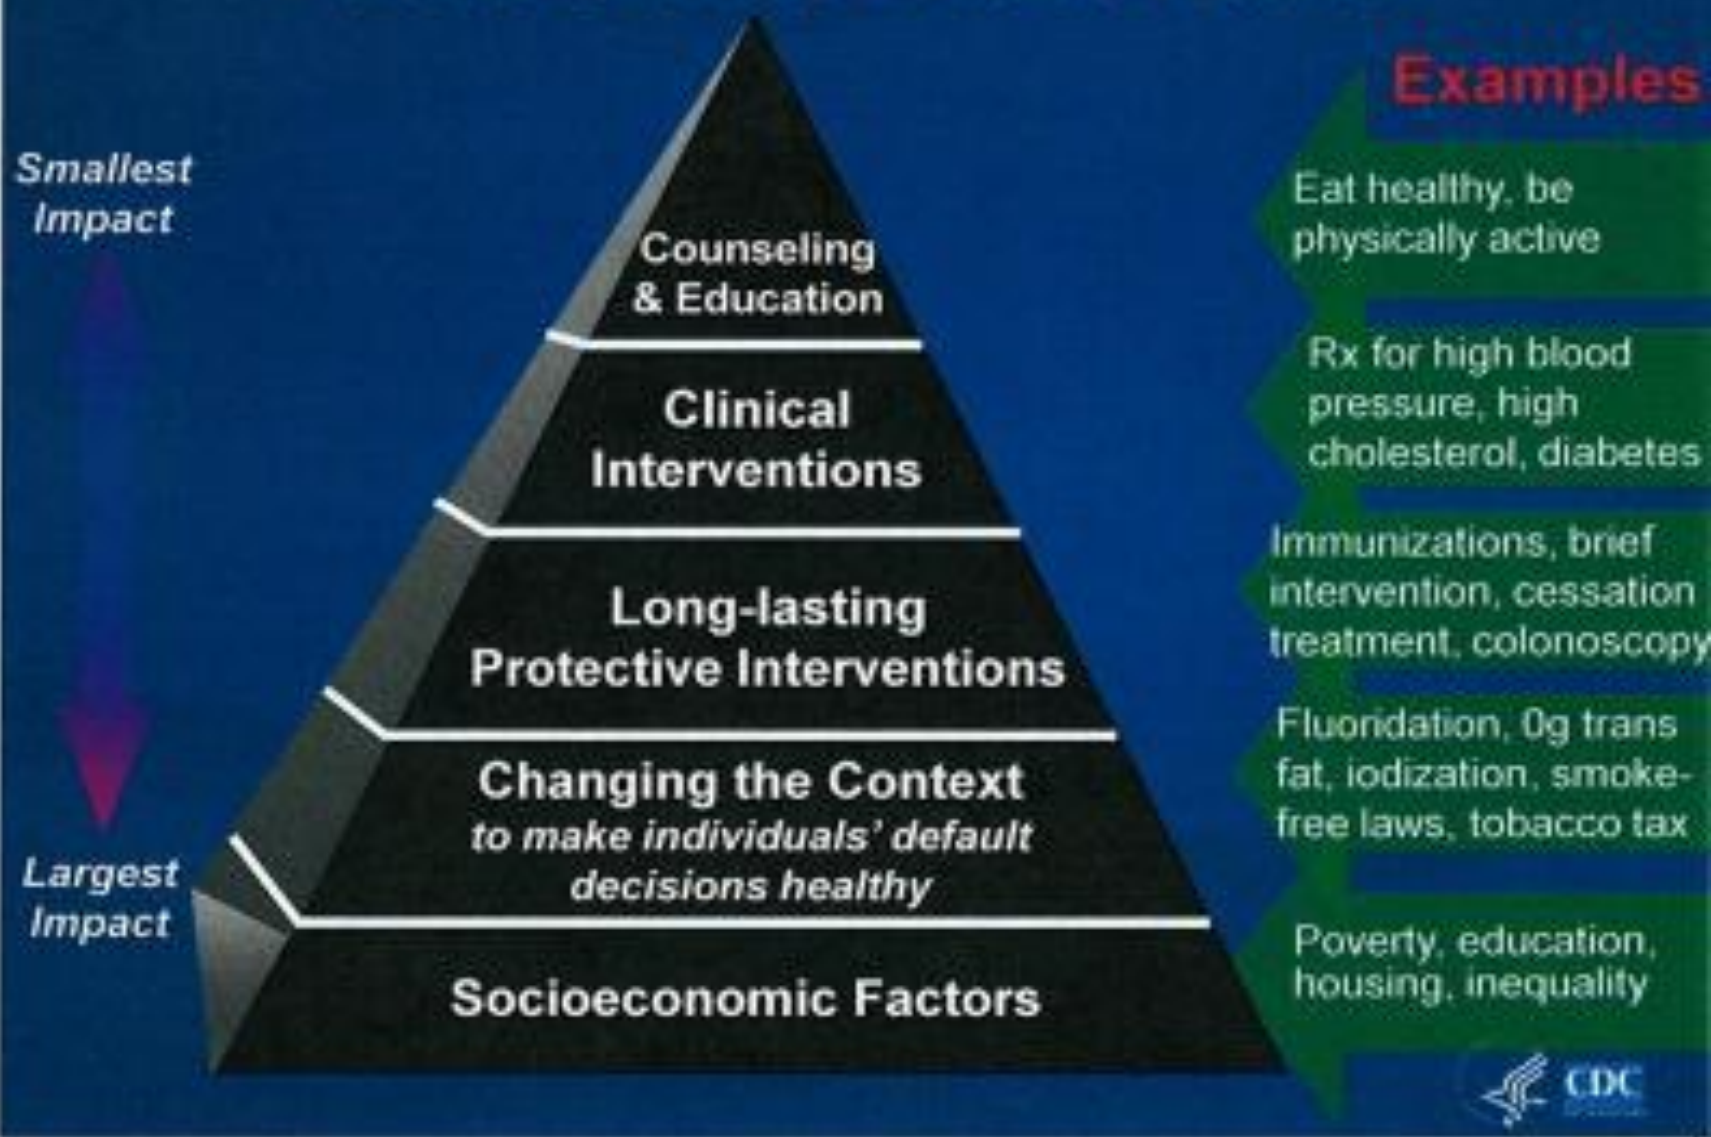 Examples
Smallest
Impact
Largest
Impact
Counseling
& Education
Clinical
Interventions
Long-lasting
Protective Interventions
Changing the Context
to make individuals’ default
decisions healthy
Socioeconomic Factors
Eat healthy, be
physically active
Rx for high blood
pressure, high
cholesterol, diabetes
Immunizations, brief
intervention, cessation
treatment, colonoscopy
Fluoridation, 0g trans
fat, iodization, smoke-
free laws, tobacco tax
Poverty, education,
housing, inequality
CDC